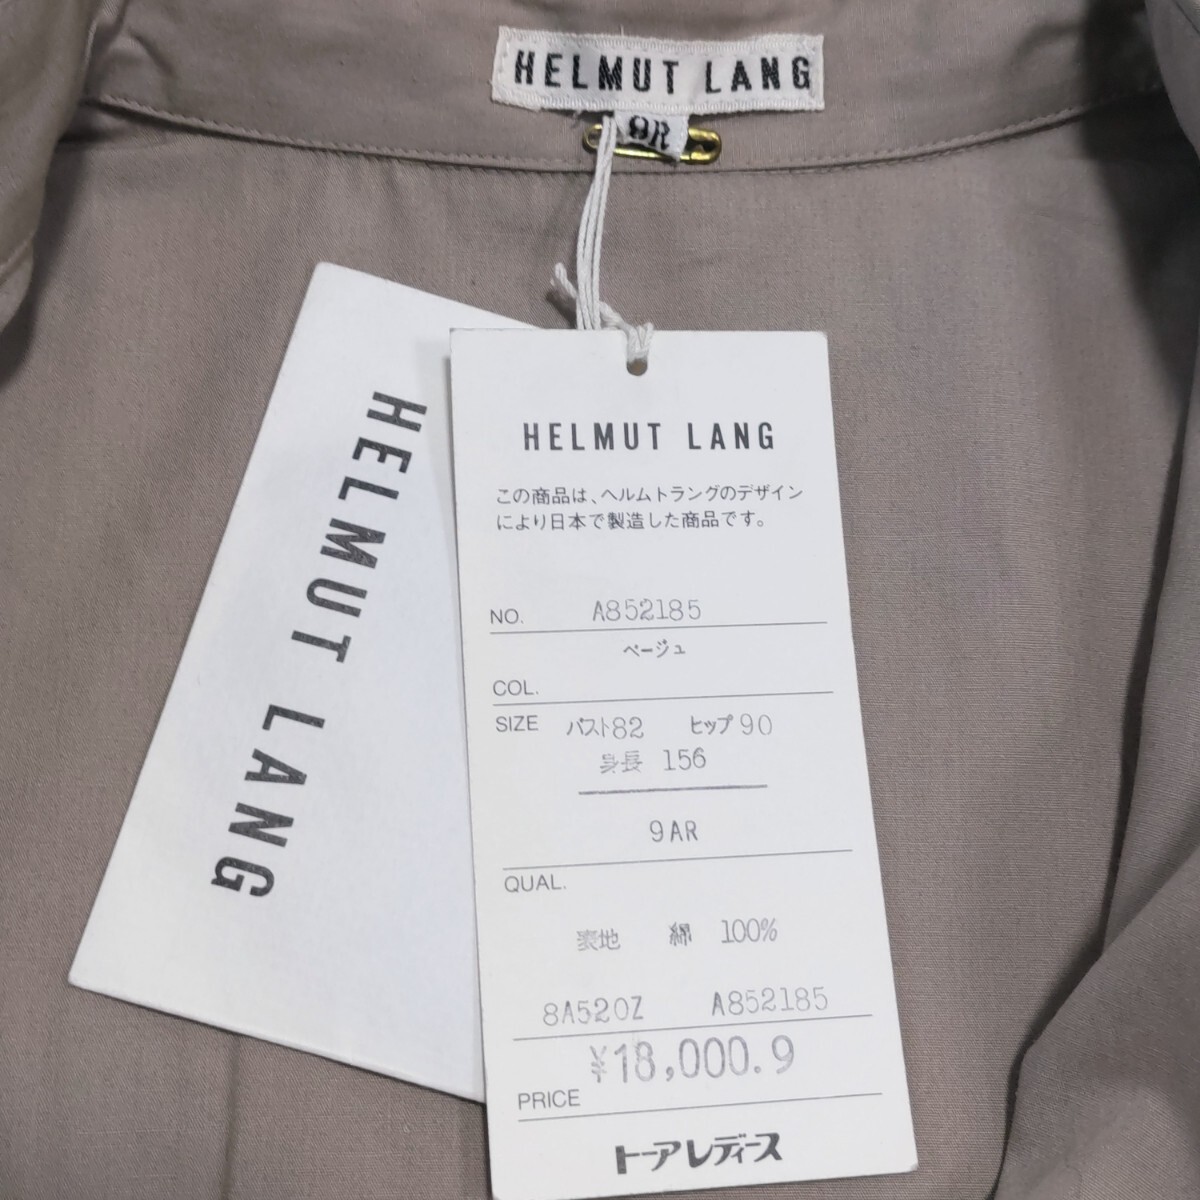 HELMUT LANG
9R
HELMUT LANG
HELMUT LANG
この商品は、ヘルムトラングのデザイン
により日本で製造した商品です。
NO. A852185
ベージュ
COL.
SIZE バスト82 ヒップ90
身長 156
9AR
QUAL.
表地 綿 100%
8A520Z A852185
¥18,000.9
PRICE
トーアレディース